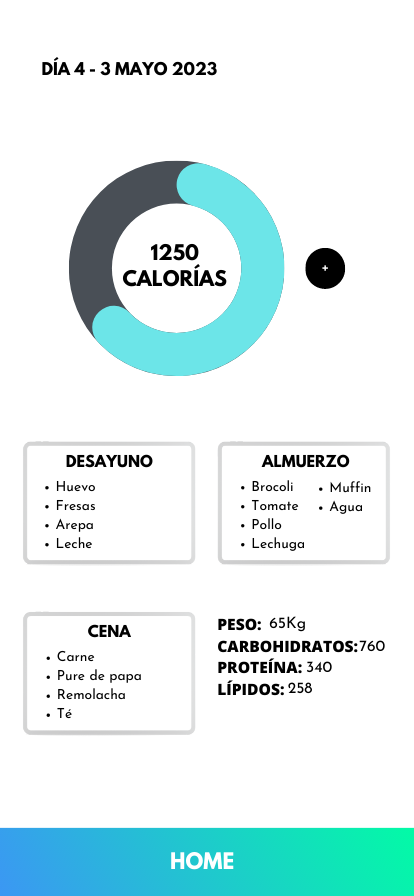 DÍA 4 - 3 MAYO 2023
1250
CALORÍAS
+
DESAYUNO
• Huevo
• Fresas
• Arepa
• Leche
ALMUERZO
• Brocoli
• Tomate
• Pollo
• Lechuga
• Muffin
• Agua
CENA
• Carne
• Pure de papa
• Remolacha
• Té
PESO: 65Kg
CARBOHIDRATOS: 760
PROTEÍNA: 340
LÍPIDOS: 258
HOME